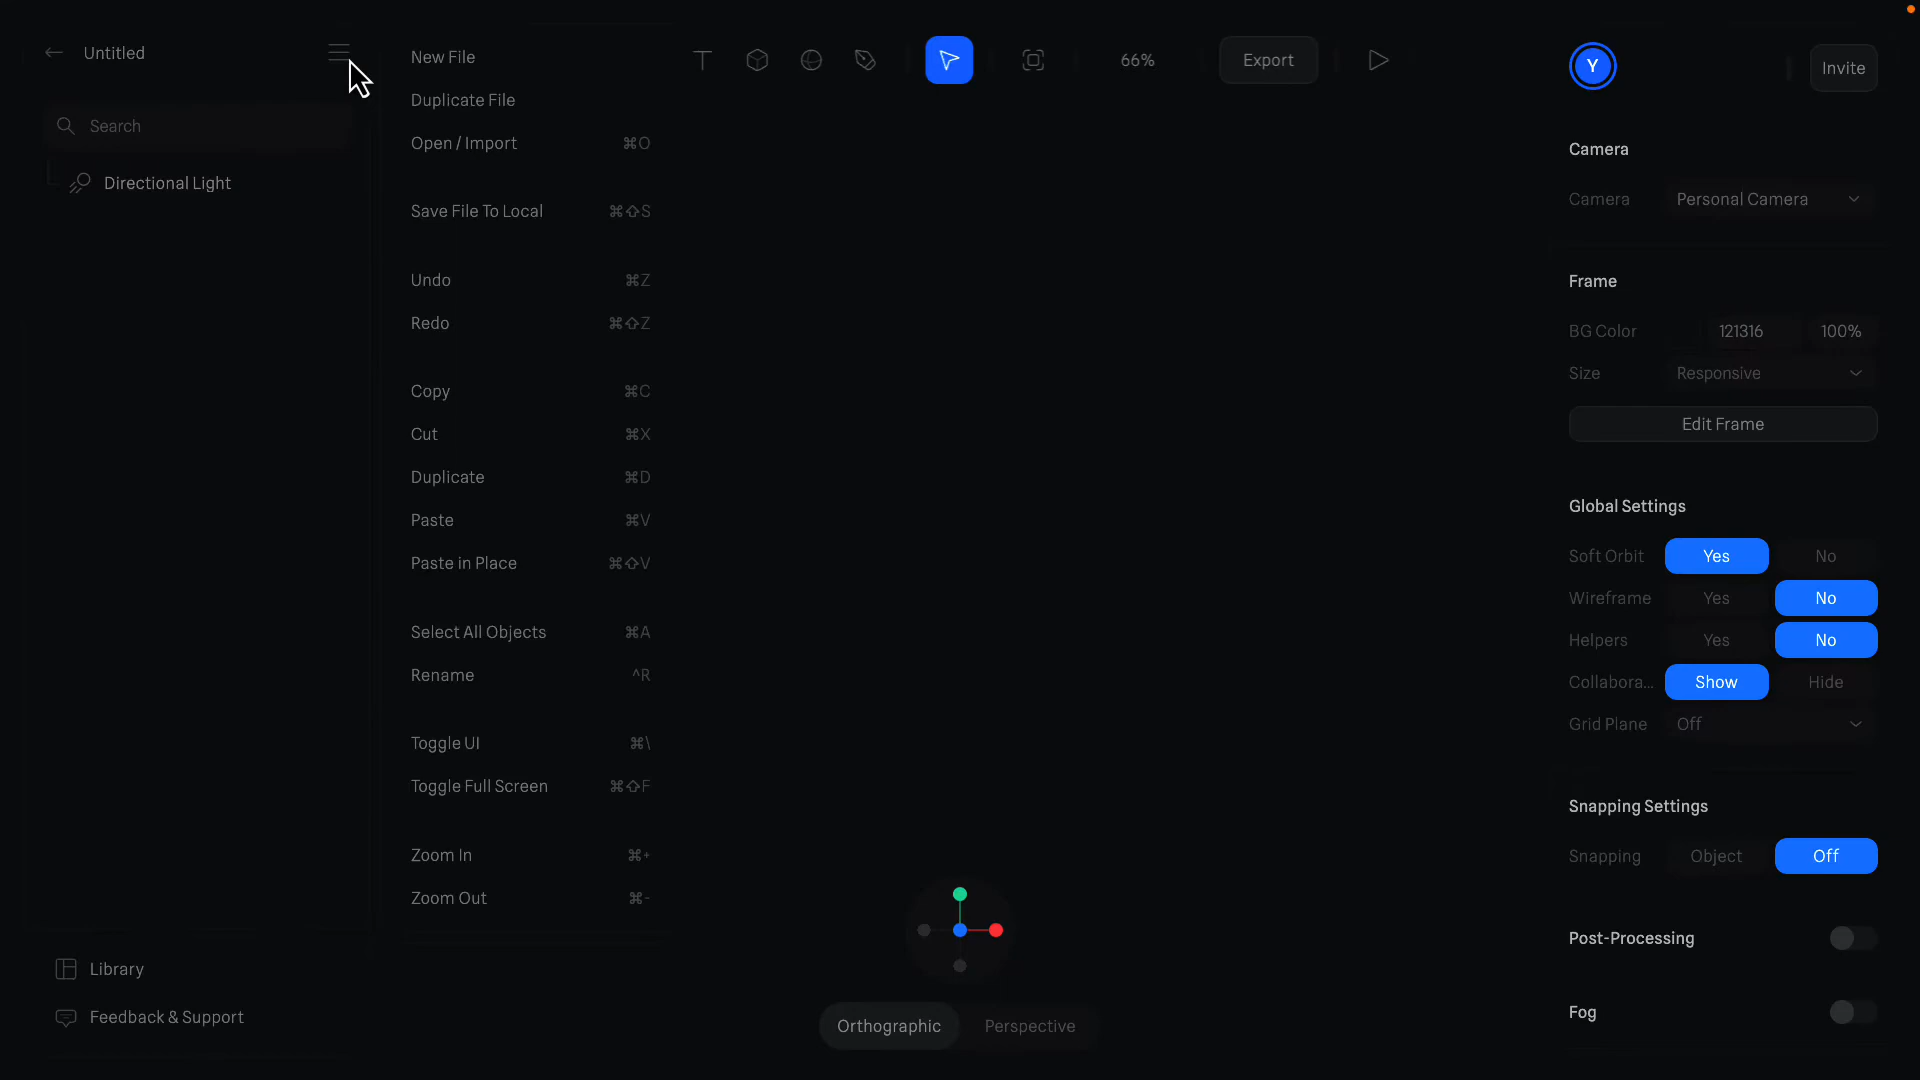 Untitled
Search
Directional Light
Library
Feedback & Support
New File
Duplicate File
Open / Import ⌘O
Save File To Local ⌘⇧S
Undo ⌘Z
Redo ⌘⇧Z
Copy ⌘C
Cut ⌘X
Duplicate ⌘D
Paste ⌘V
Paste in Place ⌘⇧V
Select All Objects ⌘A
Rename ^R
Toggle UI ⌘\
Toggle Full Screen ⌘⇧F
Zoom In ⌘+
Zoom Out ⌘-
66%
Export
Orthographic Perspective
Y
Invite
Camera
Camera Personal Camera
Frame
BG Color 121316 100%
Size Responsive
Edit Frame
Global Settings
Soft Orbit Yes No
Wireframe Yes No
Helpers Yes No
Collabora... Show Hide
Grid Plane Off
Snapping Settings
Snapping Object Off
Post-Processing
Fog